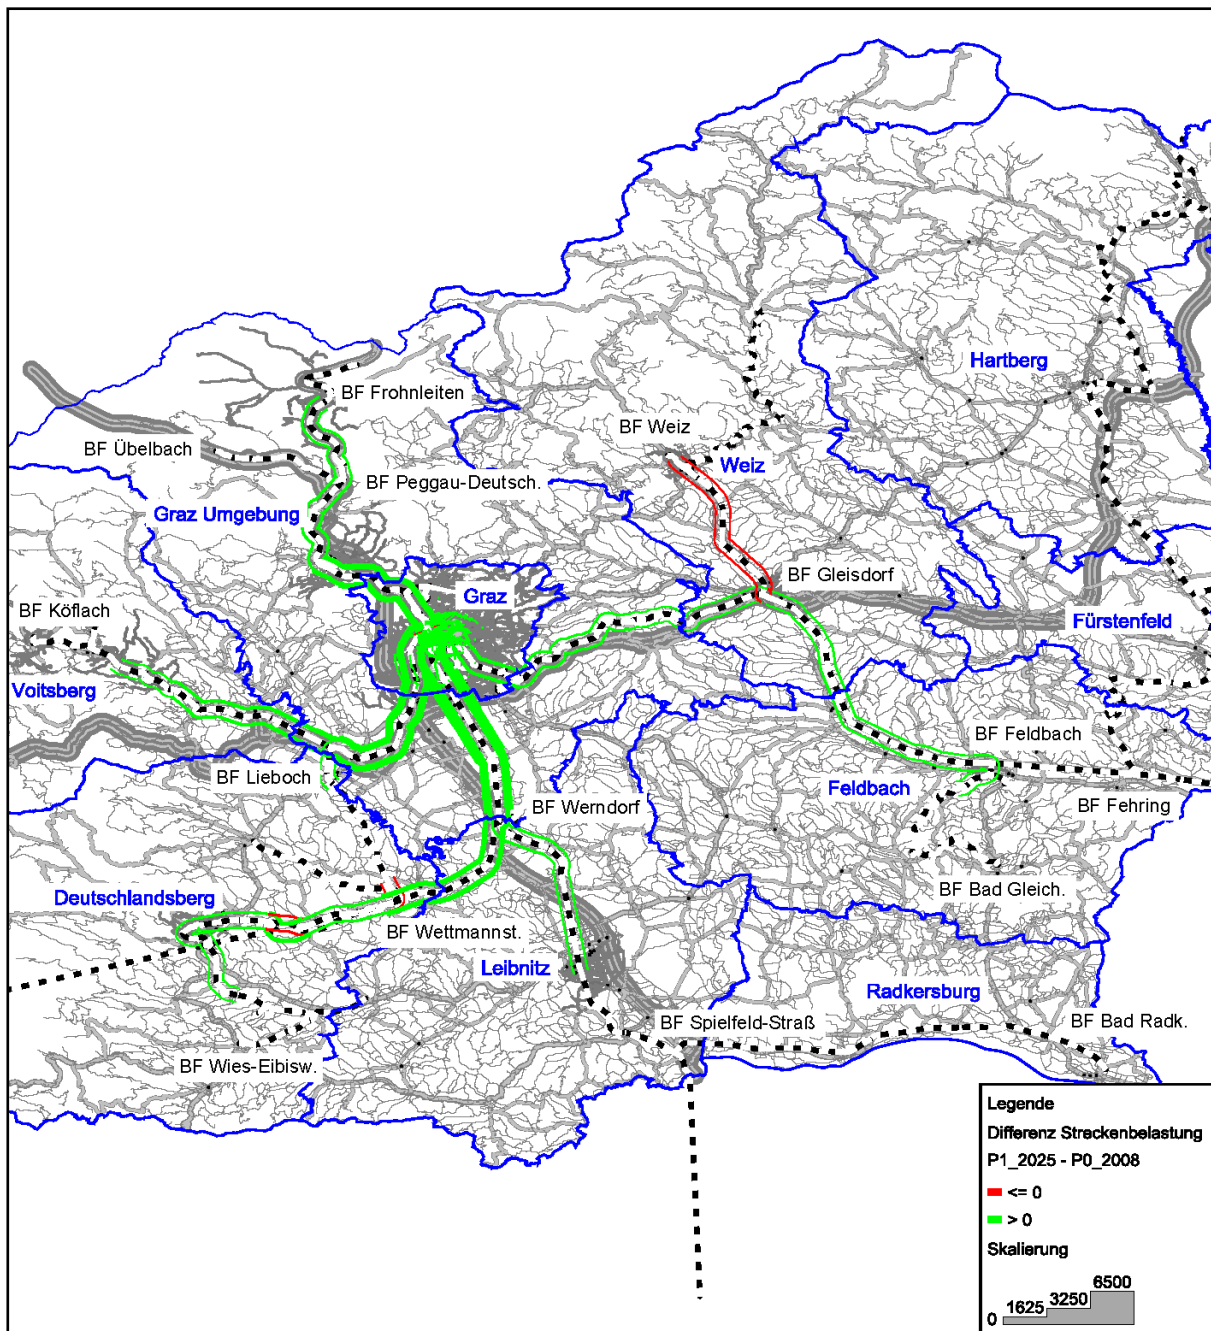 Hartberg
BF Frohnleiten
BF Weiz
BF Übelbach
Weiz
BF Peggau-Deutsch.
Graz Umgebung
BF Gleisdorf
Graz
BF Köflach
Fürstenfeld
Voitsberg
BF Feldbach
BF Lieboch
Feldbach
BF Werndorf
BF Fehring
Deutschlandsberg
BF Bad Gleich.
BF Wettmannst.
Leibnitz
Radkersburg
BF Spielfeld-Straß
BF Bad Radk.
BF Wies-Eibisw.
Legende
Differenz Streckenbelastung
P1_2025 - P0_2008
<= 0
> 0
Skalierung
0 1625 3250 6500